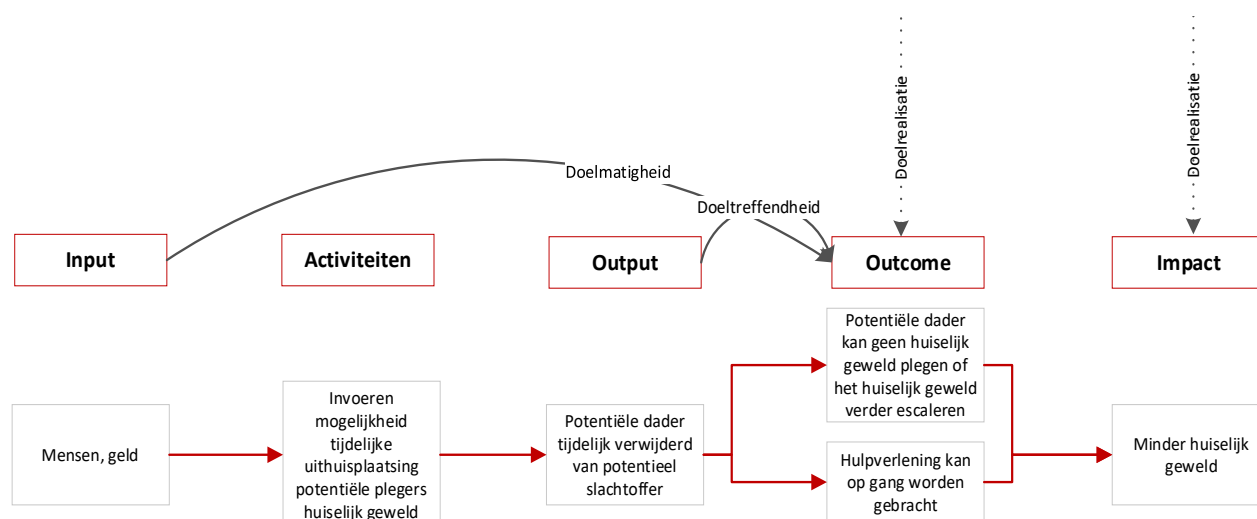 Doelrealisatie
Doelrealisatie
Doelmatigheid
Doeltreffendheid
Input
Activiteiten
Output
Outcome
Impact
Mensen, geld
Invoeren
mogelijkheid
tijdelijke
uithuisplaatsing
potentiële plegers
huiselijk geweld
Potentiële dader
tijdelijk verwijderd
van potentieel
slachtoffer
Potentiële dader
kan geen huiselijk
geweld plegen of
het huiselijk geweld
verder escaleren
Hulpverlening kan
op gang worden
gebracht
Minder huiselijk
geweld